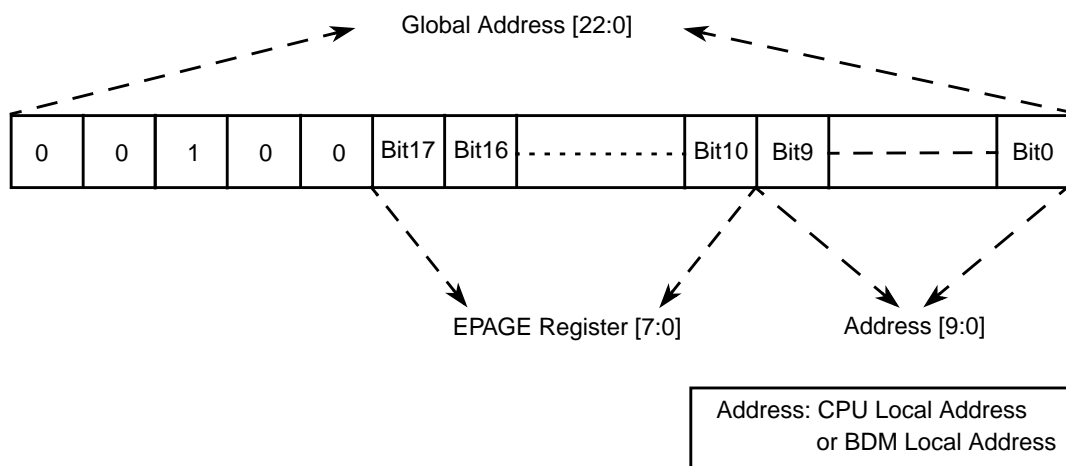 Global Address [22:0]
0 0 1 0 0 Bit17 Bit16 Bit10 Bit9 Bit0
EPAGE Register [7:0] Address [9:0]
Address: CPU Local Address
or BDM Local Address